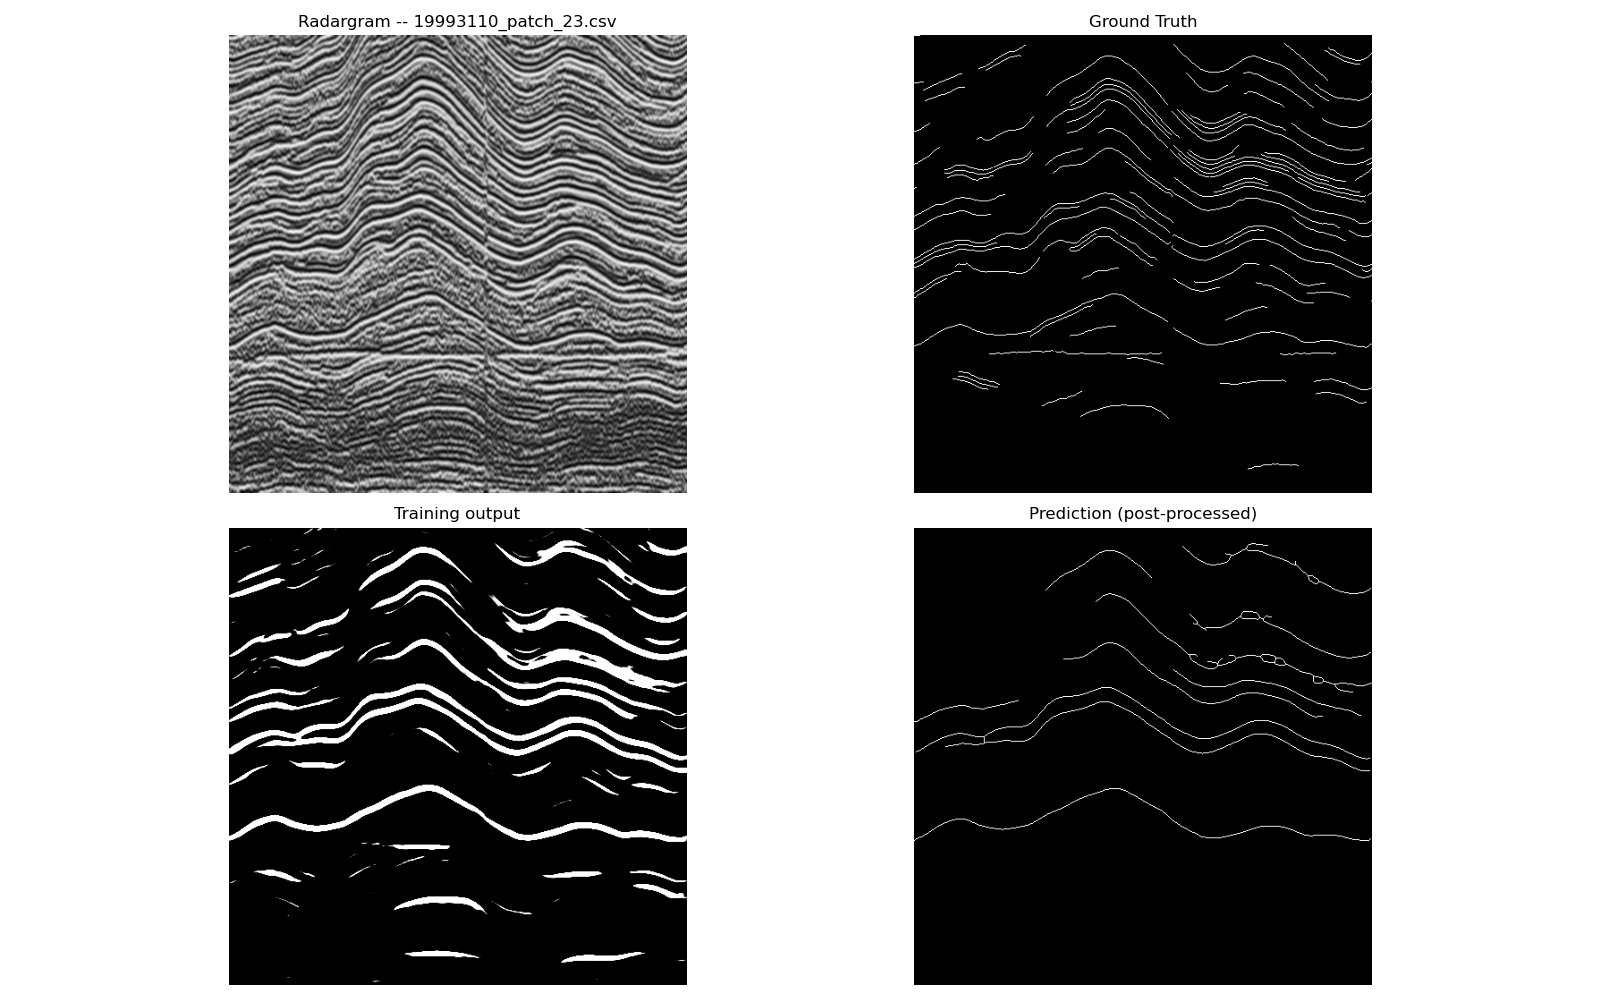 Radargram -- 19993110_patch_23.csv
Ground Truth
Training output
Prediction (post-processed)